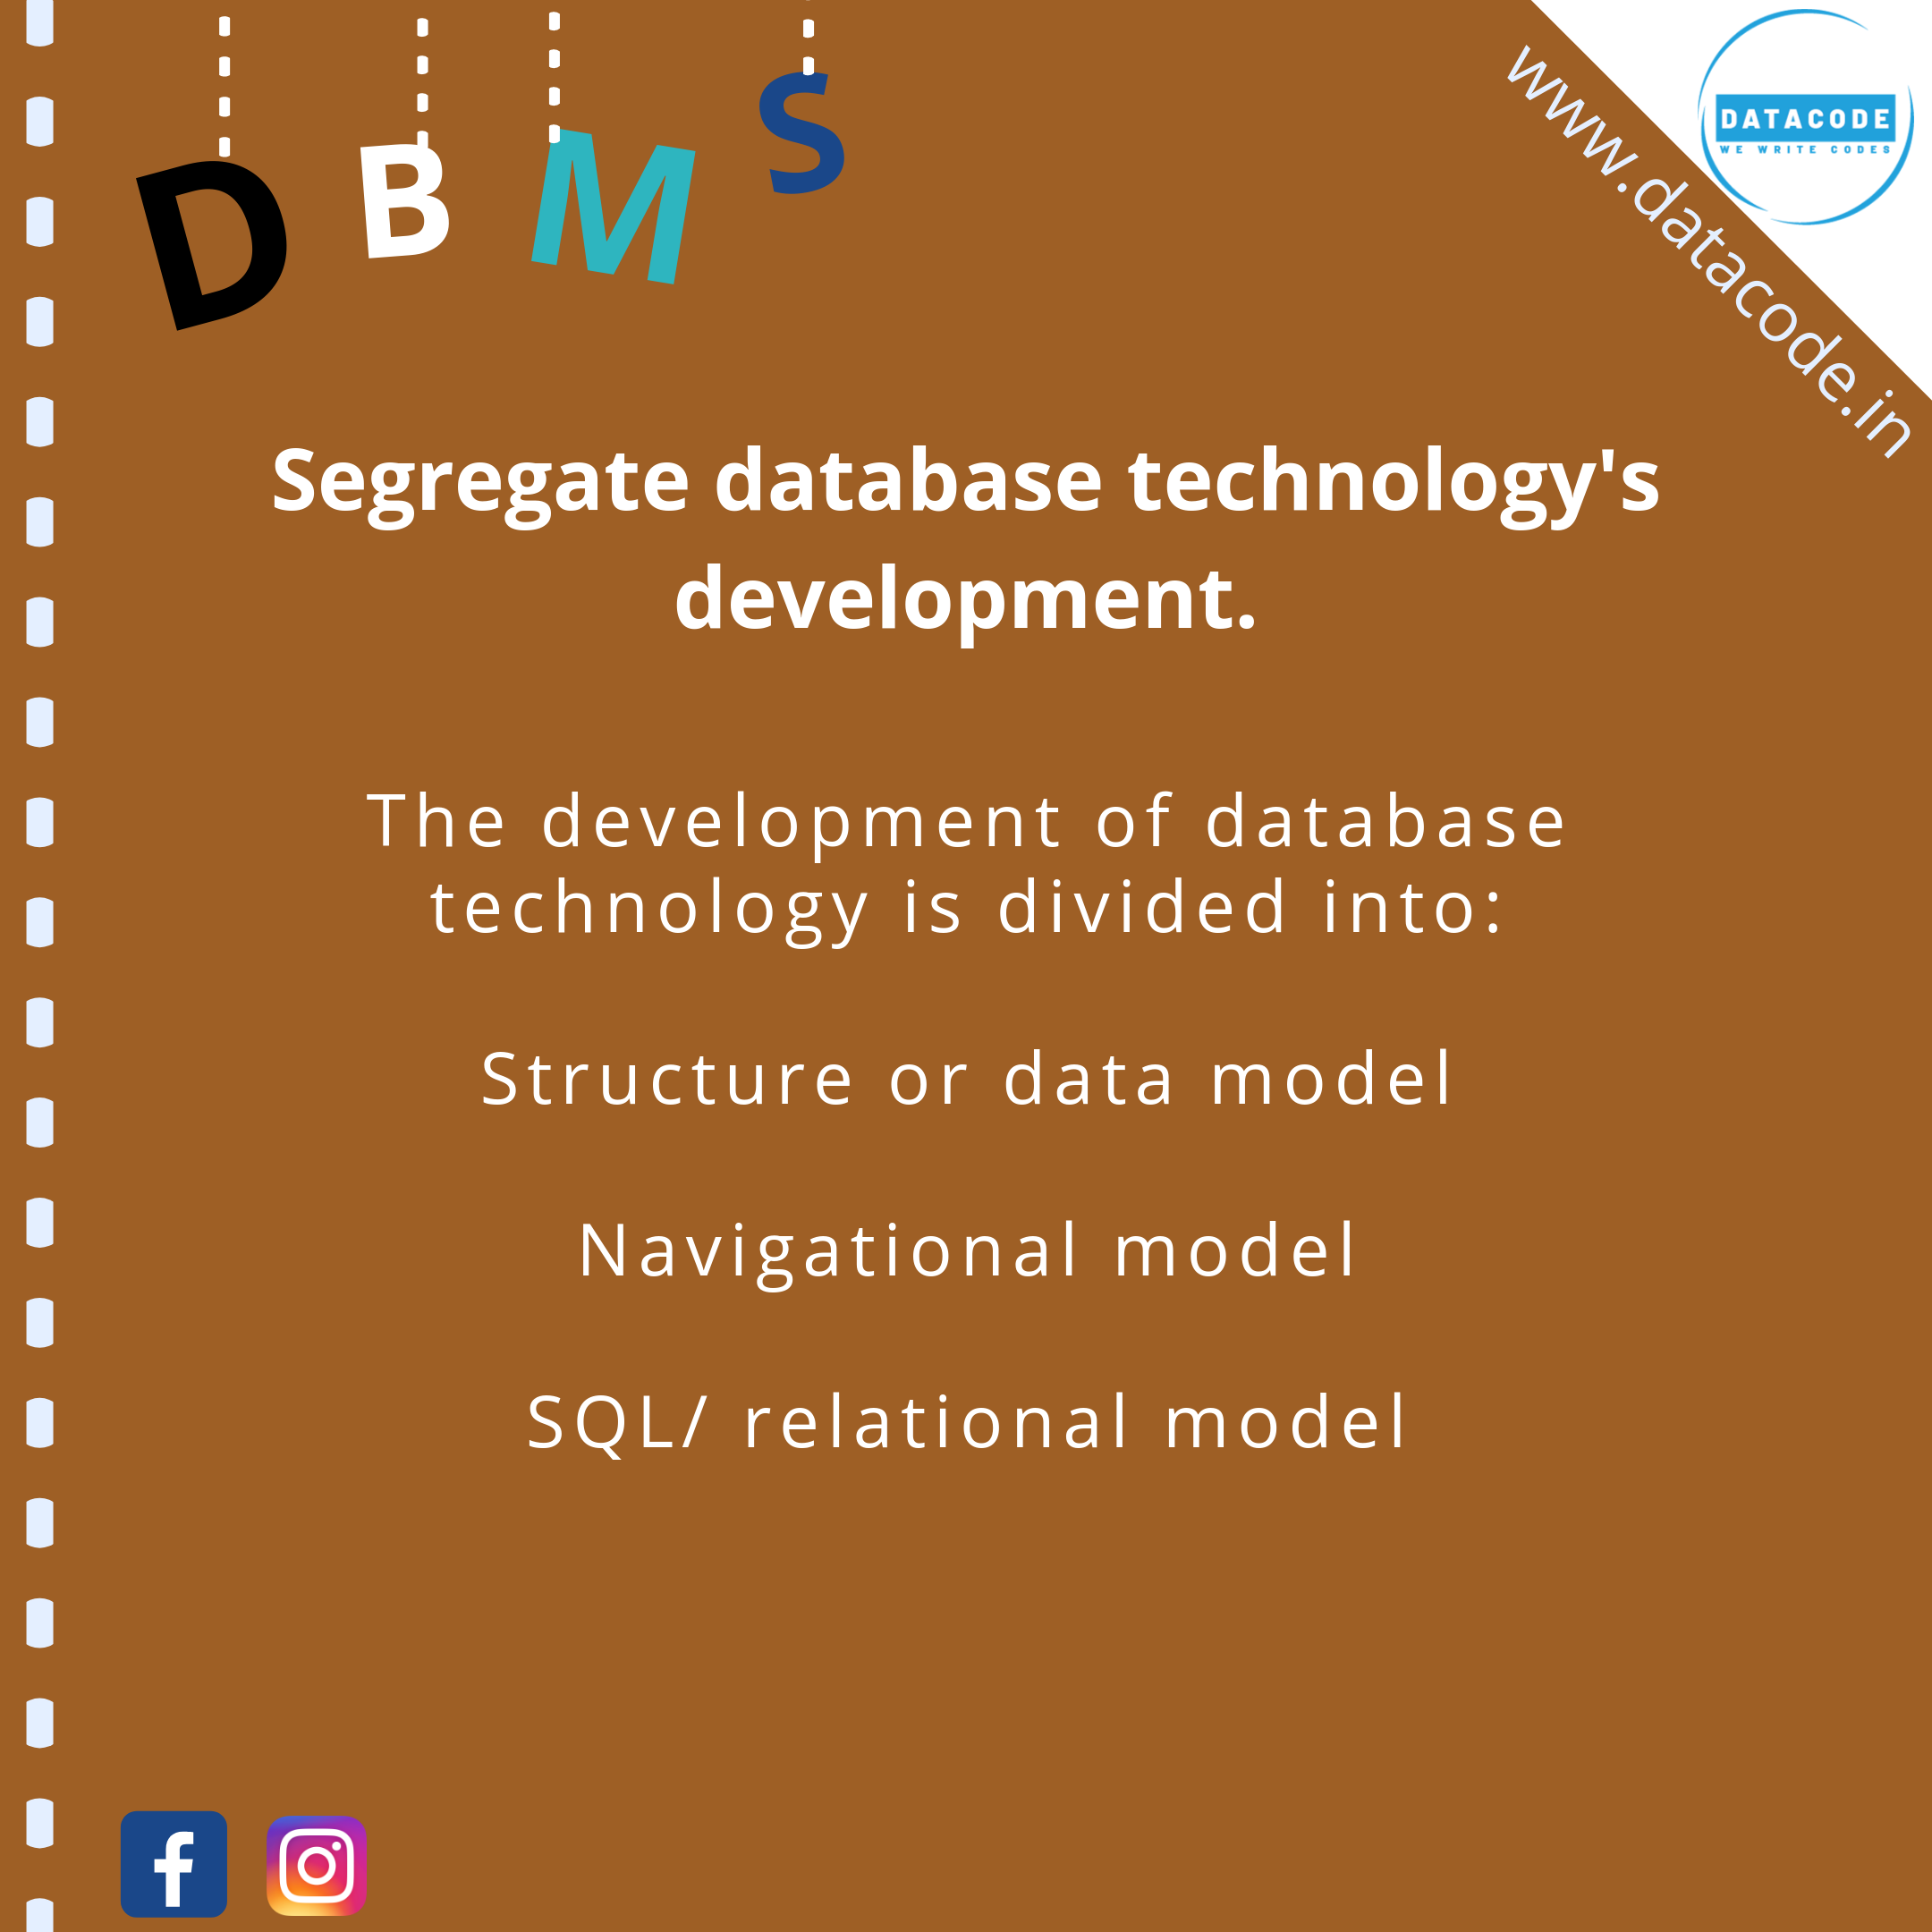 D B M S
www.datacode.in
DATACODE
WE WRITE CODES
Segregate database technology's
development.
The development of database
technology is divided into:
Structure or data model
Navigational model
SQL/ relational model